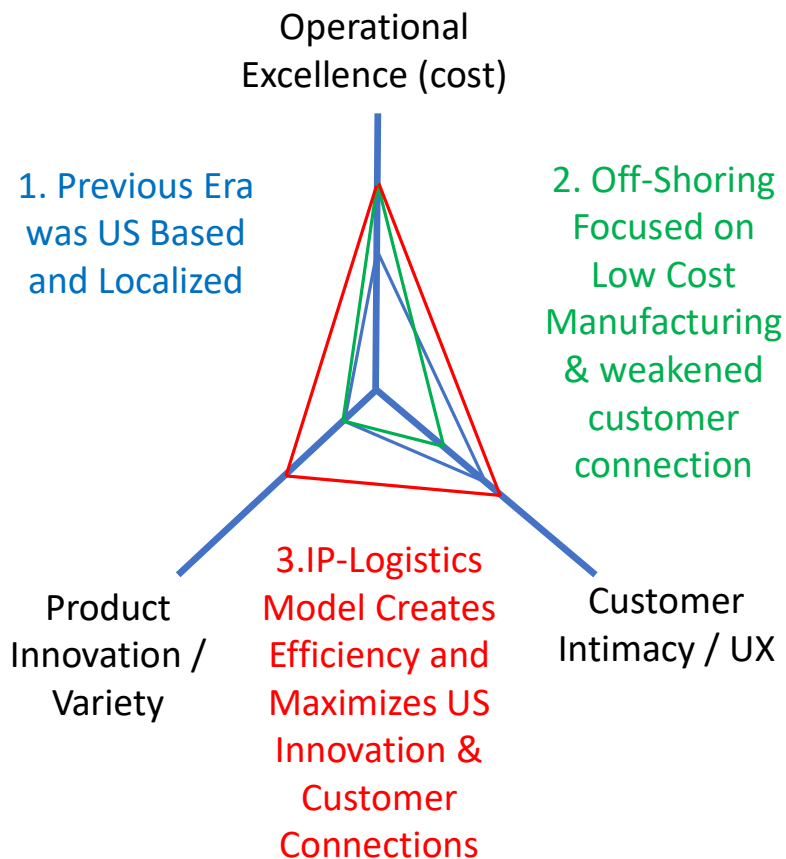 Operational
Excellence (cost)
1. Previous Era
was US Based
and Localized
2. Off-Shoring
Focused on
Low Cost
Manufacturing
& weakened
customer
connection
Product
Innovation /
Variety
3.IP-Logistics
Model Creates
Efficiency and
Maximizes US
Innovation &
Customer
Connections
Customer
Intimacy / UX